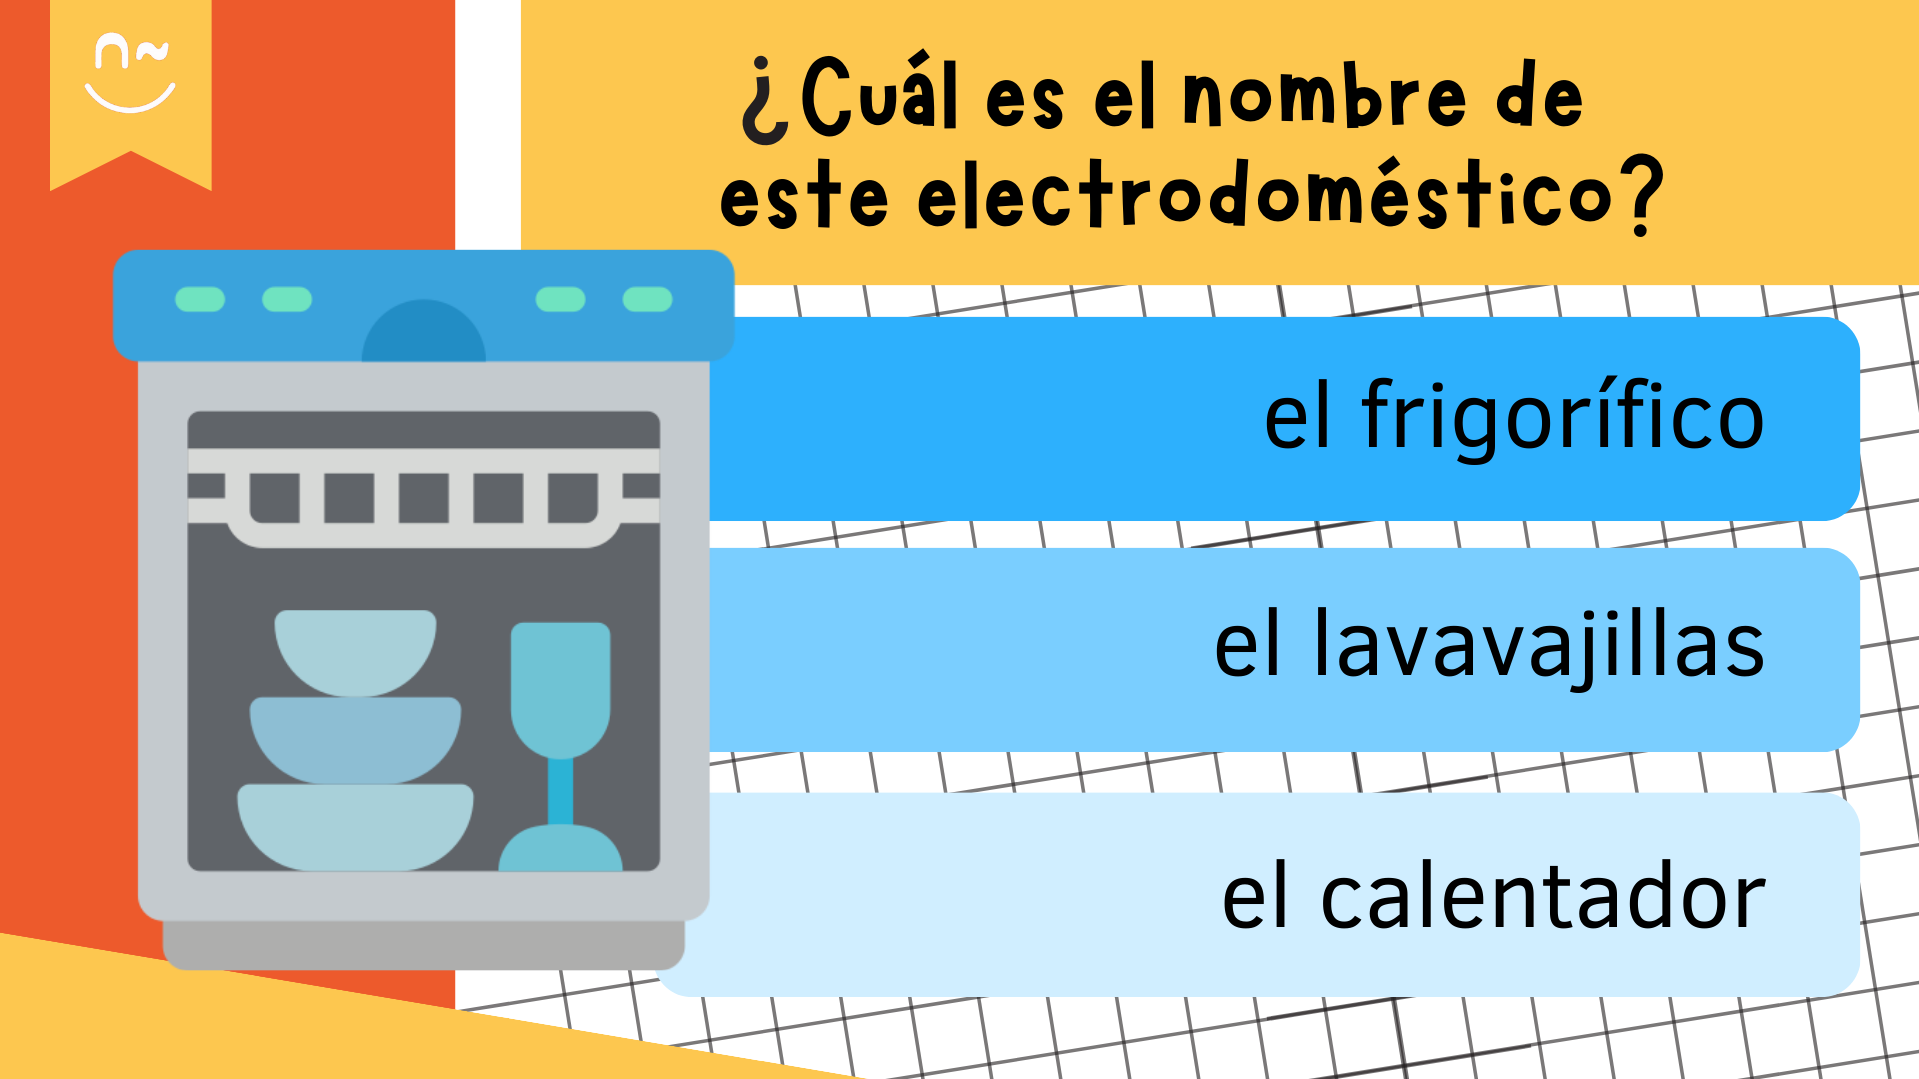 ¿Cuál es el nombre de
este electrodoméstico?
el frigorífico
el lavavajillas
el calentador